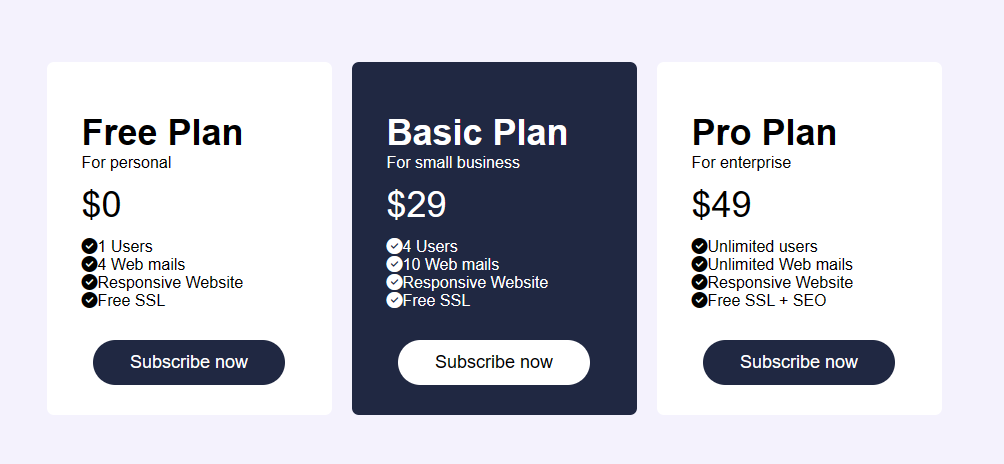 Free Plan
For personal
$0
1 Users
4 Web mails
Responsive Website
Free SSL
Subscribe now
Basic Plan
For small business
$29
4 Users
10 Web mails
Responsive Website
Free SSL
Subscribe now
Pro Plan
For enterprise
$49
Unlimited users
Unlimited Web mails
Responsive Website
Free SSL + SEO
Subscribe now